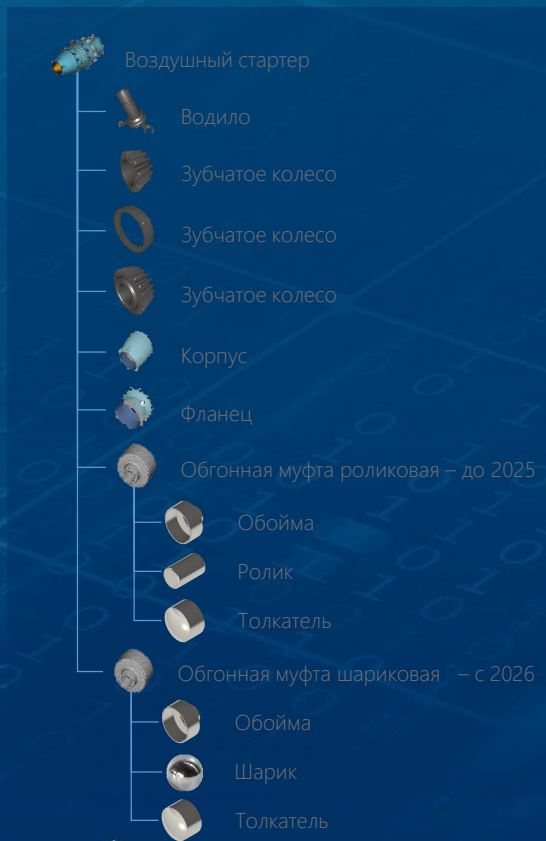 Воздушный стартер
Водило
Зубчатое колесо
Зубчатое колесо
Зубчатое колесо
Корпус
Фланец
Обгонная муфта роликовая – до 2025
Обойма
Ролик
Толкатель
Обгонная муфта шариковая – с 2026
Обойма
Шарик
Толкатель